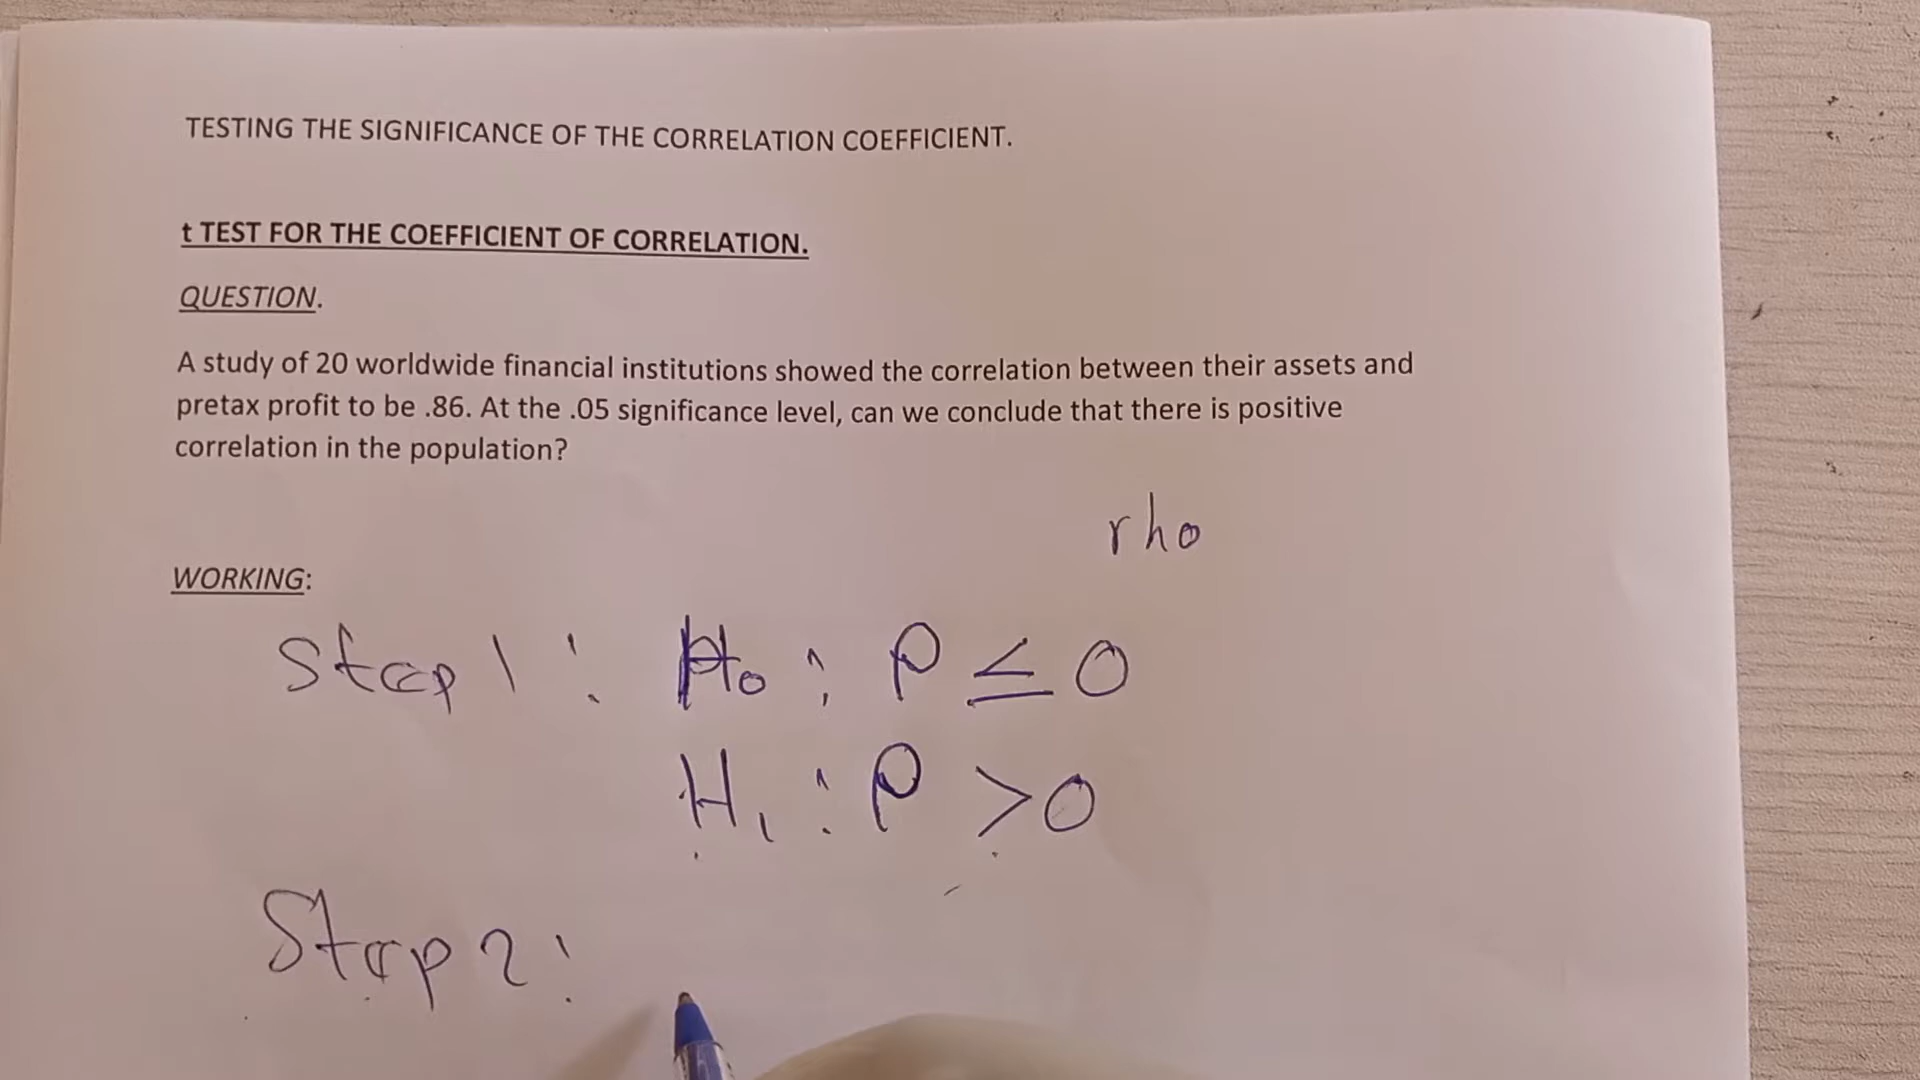 TESTING THE SIGNIFICANCE OF THE CORRELATION COEFFICIENT.
t TEST FOR THE COEFFICIENT OF CORRELATION.
QUESTION.
A study of 20 worldwide financial institutions showed the correlation between their assets and
pretax profit to be .86. At the .05 significance level, can we conclude that there is positive
correlation in the population?
rho
WORKING:
Step 1 : H₀ : ρ ≤ 0
H₁ : ρ > 0
Step 2 :